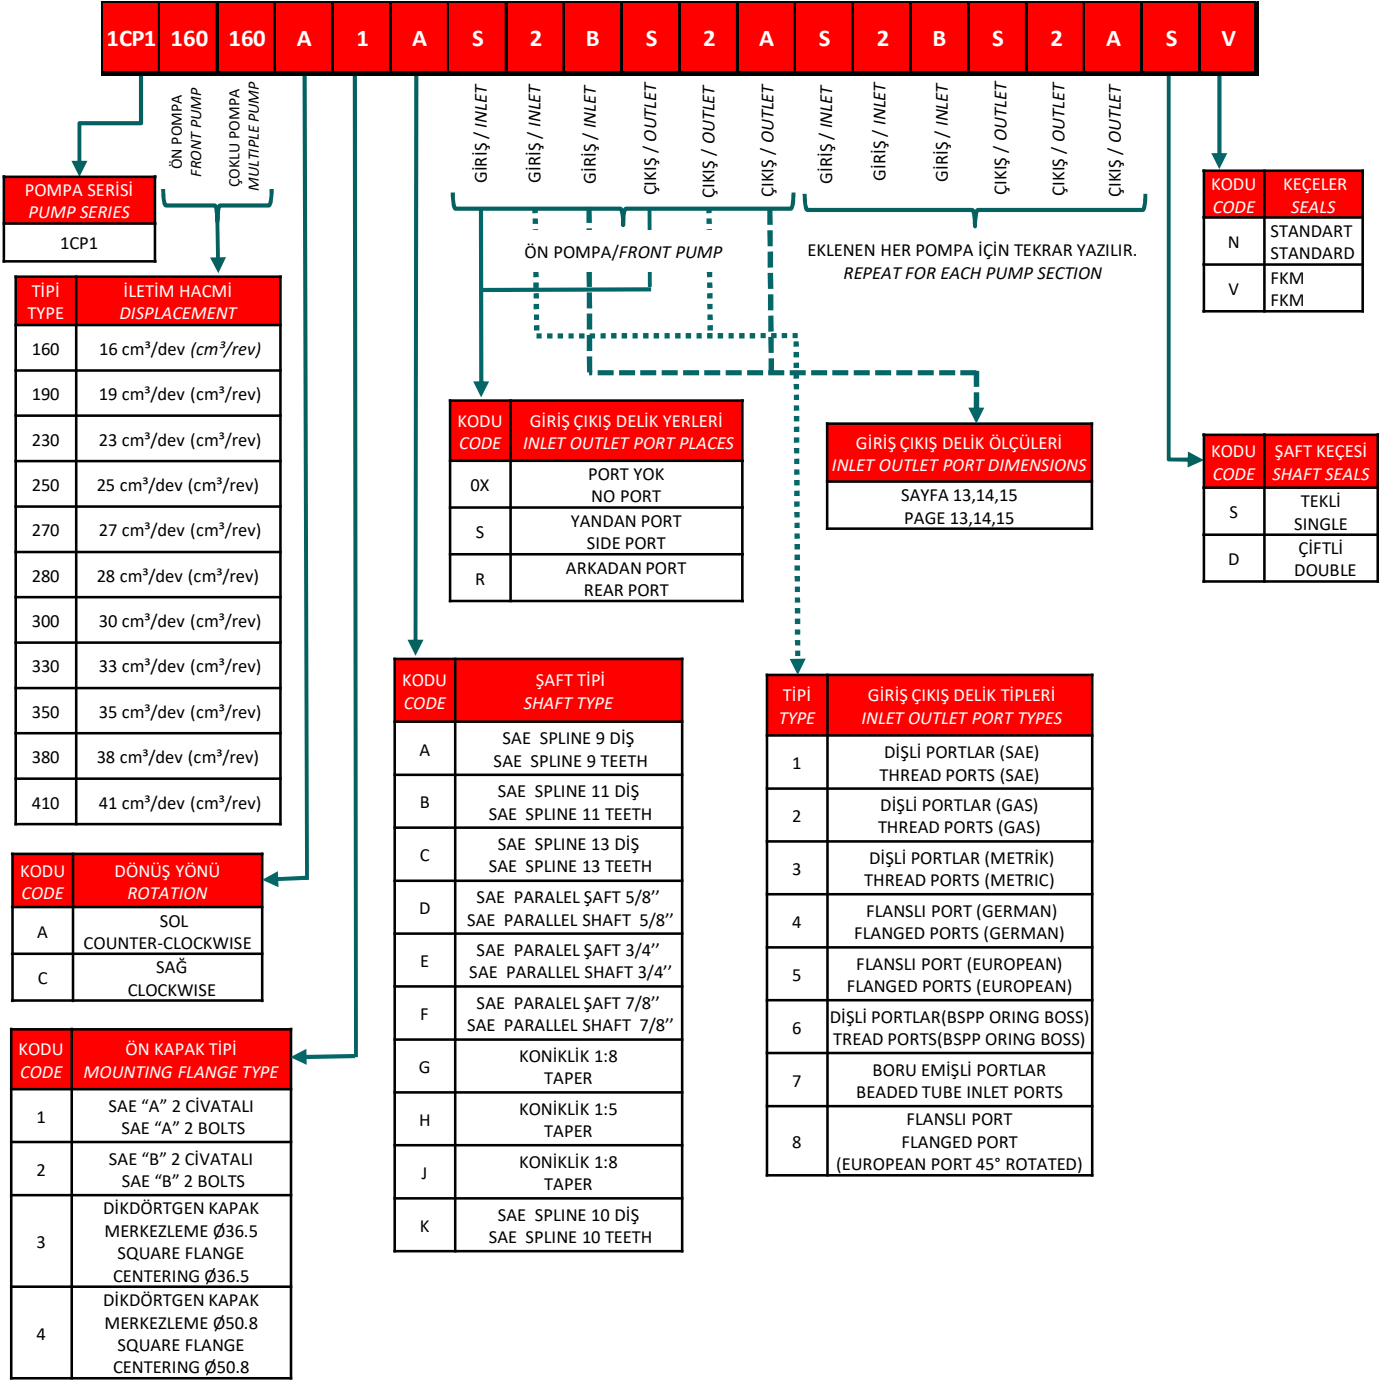 1CP1 160 160 A 1 A S 2 B S 2 A S 2 B S 2 A S V
ÖN POMPA
FRONT PUMP
ÇOKLU POMPA
MULTIPLE PUMP
GİRİŞ / INLET
GİRİŞ / INLET
GİRİŞ / INLET
ÇIKIŞ / OUTLET
ÇIKIŞ / OUTLET
ÇIKIŞ / OUTLET
GİRİŞ / INLET
GİRİŞ / INLET
GİRİŞ / INLET
ÇIKIŞ / OUTLET
ÇIKIŞ / OUTLET
ÇIKIŞ / OUTLET
ÖN POMPA/FRONT PUMP
EKLENEN HER POMPA İÇİN TEKRAR YAZILIR.
REPEAT FOR EACH PUMP SECTION
POMPA SERİSİ
PUMP SERIES
1CP1
KODU KEÇELER
CODE SEALS
N STANDART
STANDARD
V FKM
FKM
TİPİ İLETİM HACMİ
TYPE DISPLACEMENT
160 16 cm³/dev (cm³/rev)
190 19 cm³/dev (cm³/rev)
230 23 cm³/dev (cm³/rev)
250 25 cm³/dev (cm³/rev)
270 27 cm³/dev (cm³/rev)
280 28 cm³/dev (cm³/rev)
300 30 cm³/dev (cm³/rev)
330 33 cm³/dev (cm³/rev)
350 35 cm³/dev (cm³/rev)
380 38 cm³/dev (cm³/rev)
410 41 cm³/dev (cm³/rev)
KODU GİRİŞ ÇIKIŞ DELİK YERLERİ
CODE INLET OUTLET PORT PLACES
0X PORT YOK
NO PORT
S YANDAN PORT
SIDE PORT
R ARKADAN PORT
REAR PORT
GİRİŞ ÇIKIŞ DELİK ÖLÇÜLERİ
INLET OUTLET PORT DIMENSIONS
SAYFA 13,14,15
PAGE 13,14,15
KODU ŞAFT KEÇESİ
CODE SHAFT SEALS
S TEKLİ
SINGLE
D ÇİFTLİ
DOUBLE
KODU DÖNÜŞ YÖNÜ
CODE ROTATION
A SOL
COUNTER-CLOCKWISE
C SAĞ
CLOCKWISE
KODU ÖN KAPAK TİPİ
CODE MOUNTING FLANGE TYPE
1 SAE “A” 2 CİVATALI
SAE “A” 2 BOLTS
2 SAE “B” 2 CİVATALI
SAE “B” 2 BOLTS
3 DİKDÖRTGEN KAPAK
MERKEZLEME Ø36.5
SQUARE FLANGE
CENTERING Ø36.5
4 DİKDÖRTGEN KAPAK
MERKEZLEME Ø50.8
SQUARE FLANGE
CENTERING Ø50.8
KODU ŞAFT TİPİ
CODE SHAFT TYPE
A SAE SPLINE 9 DİŞ
SAE SPLINE 9 TEETH
B SAE SPLINE 11 DİŞ
SAE SPLINE 11 TEETH
C SAE SPLINE 13 DİŞ
SAE SPLINE 13 TEETH
D SAE PARALEL ŞAFT 5/8’’
SAE PARALLEL SHAFT 5/8’’
E SAE PARALEL ŞAFT 3/4’’
SAE PARALLEL SHAFT 3/4’’
F SAE PARALEL ŞAFT 7/8’’
SAE PARALLEL SHAFT 7/8’’
G KONİKLİK 1:8
TAPER
H KONİKLİK 1:5
TAPER
J KONİKLİK 1:8
TAPER
K SAE SPLINE 10 DİŞ
SAE SPLINE 10 TEETH
TİPİ GİRİŞ ÇIKIŞ DELİK TİPLERİ
TYPE INLET OUTLET PORT TYPES
1 DİŞLİ PORTLAR (SAE)
THREAD PORTS (SAE)
2 DİŞLİ PORTLAR (GAS)
THREAD PORTS (GAS)
3 DİŞLİ PORTLAR (METRİK)
THREAD PORTS (METRIC)
4 FLANSLI PORT (GERMAN)
FLANGED PORTS (GERMAN)
5 FLANSLI PORT (EUROPEAN)
FLANGED PORTS (EUROPEAN)
6 DİŞLİ PORTLAR(BSPP ORING BOSS)
TREAD PORTS(BSPP ORING BOSS)
7 BORU EMİŞLİ PORTLAR
BEADED TUBE INLET PORTS
8 FLANSLI PORT
FLANGED PORT
(EUROPEAN PORT 45° ROTATED)